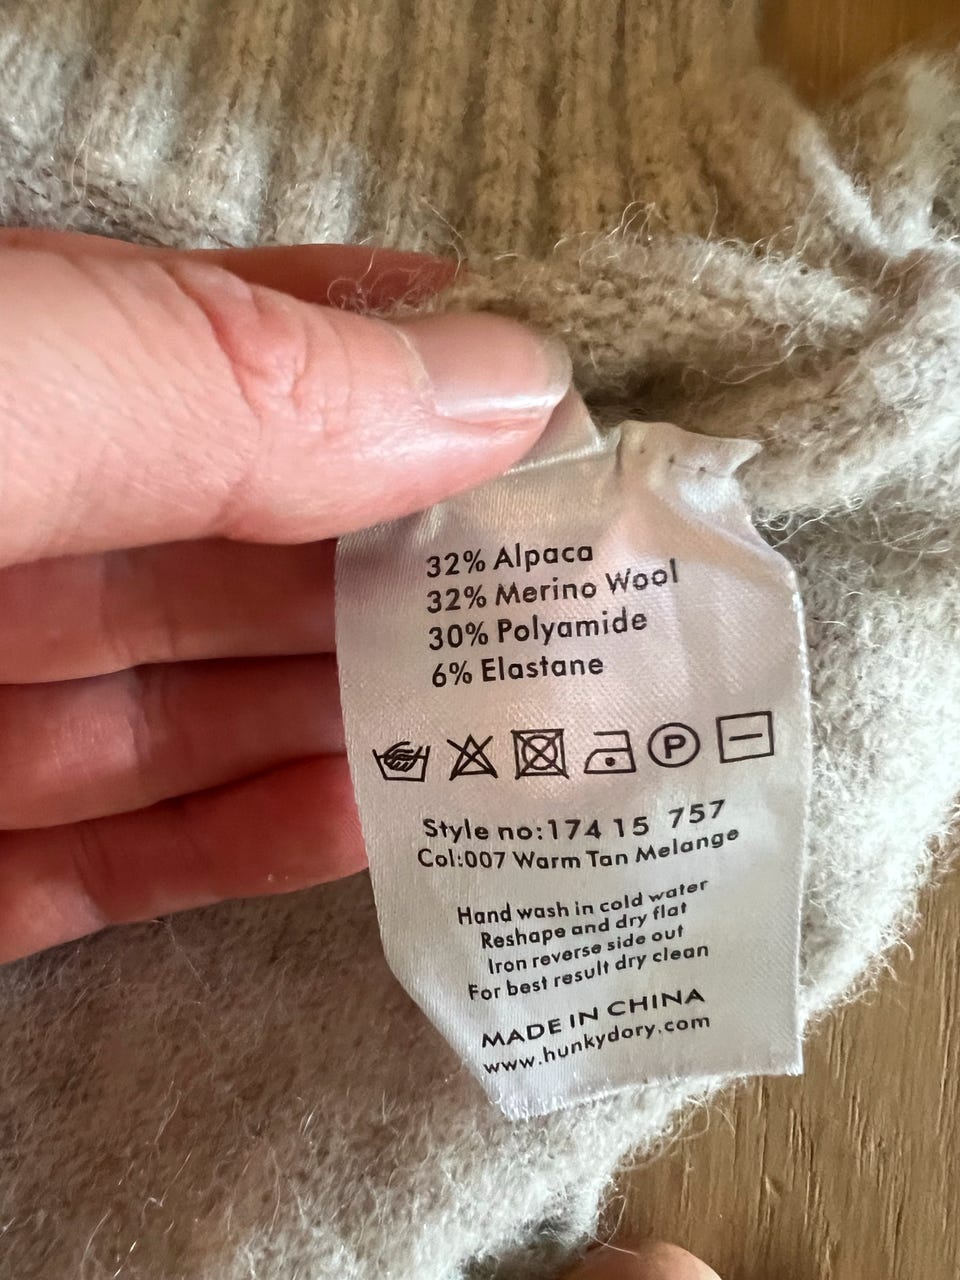 32% Alpaca
32% Merino Wool
30% Polyamide
6% Elastane
P
Style no:174 15 757
Col:007 Warm Tan Melange
Hand wash in cold water
Reshape and dry flat
Iron reverse side out
For best result dry clean
MADE IN CHINA
www.hunkydory.com